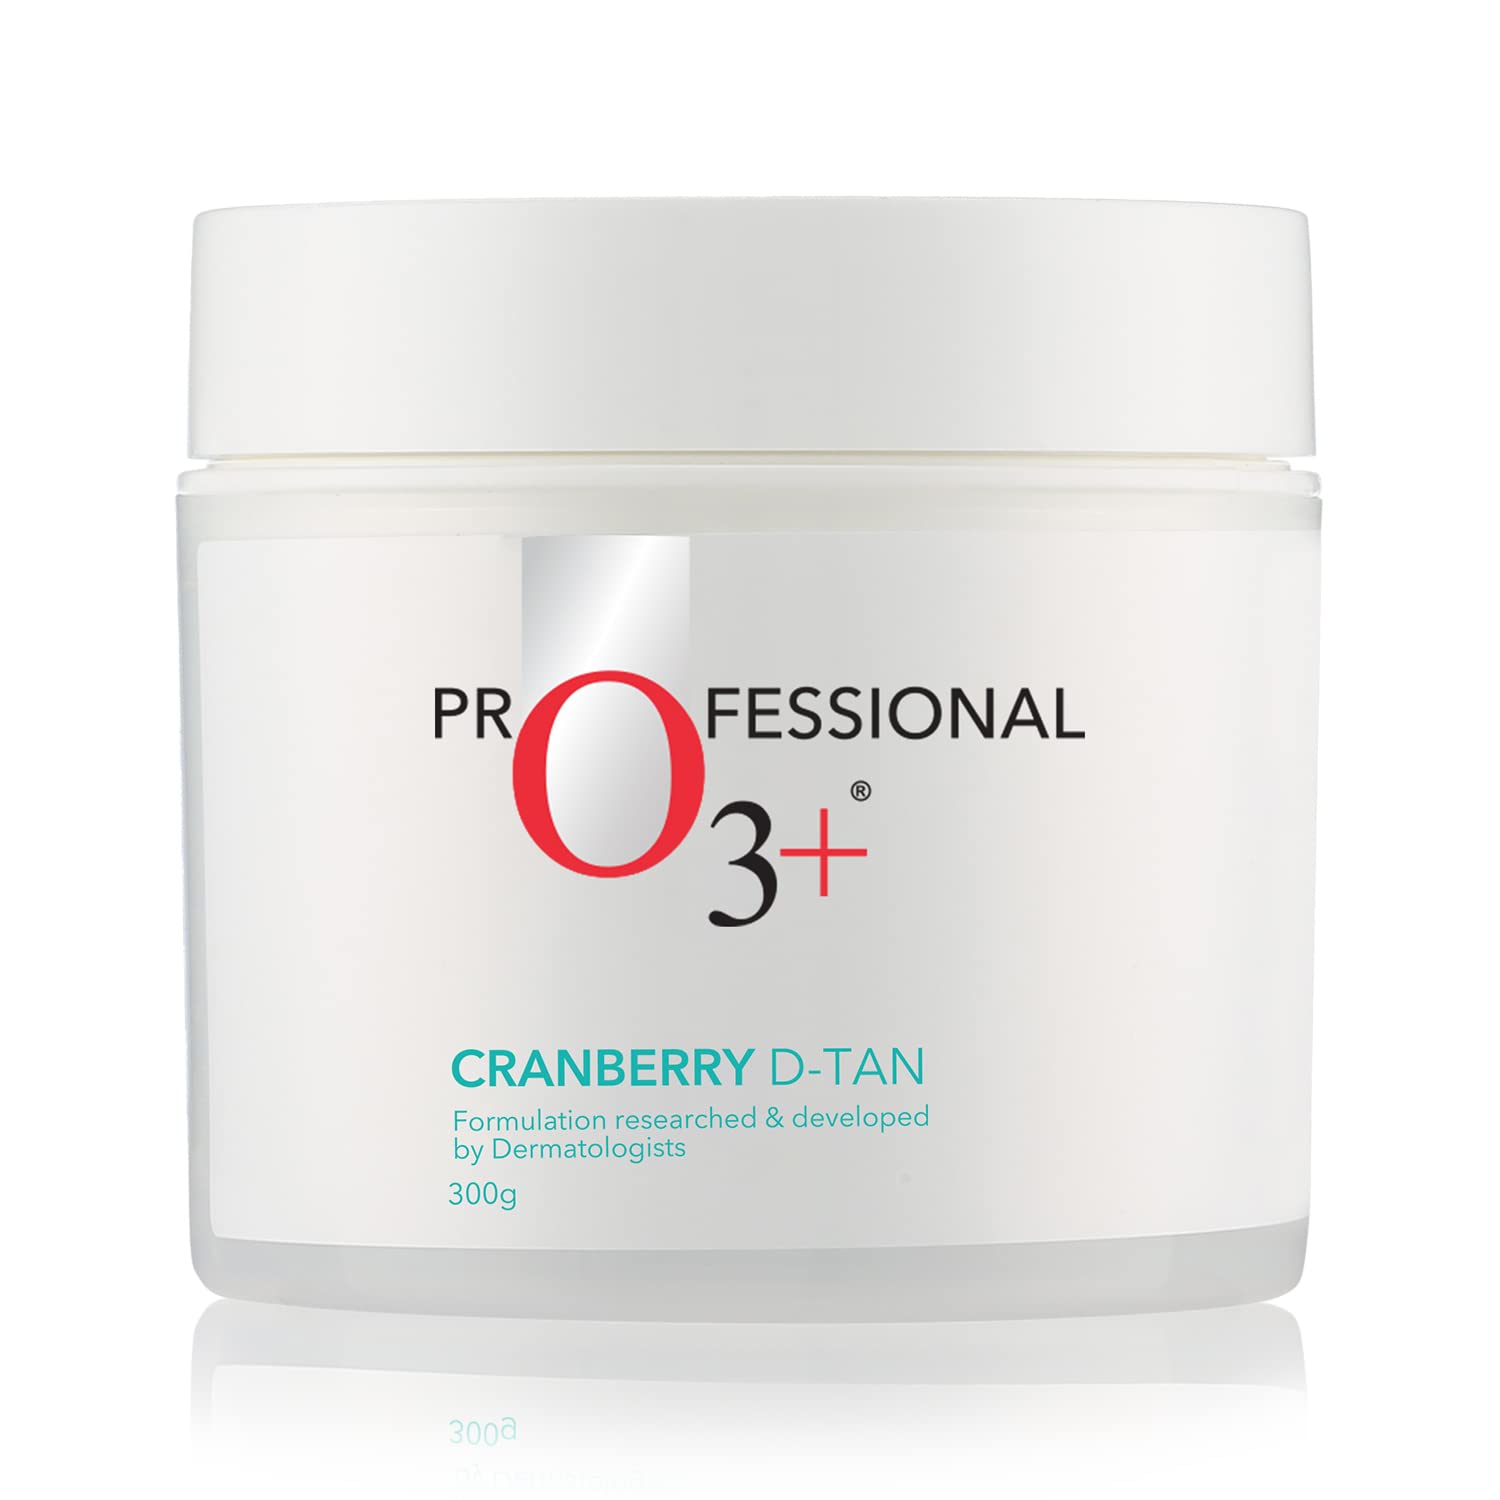 PROFESSIONAL
O3+®
CRANBERRY D-TAN
Formulation researched & developed
by Dermatologists
300g